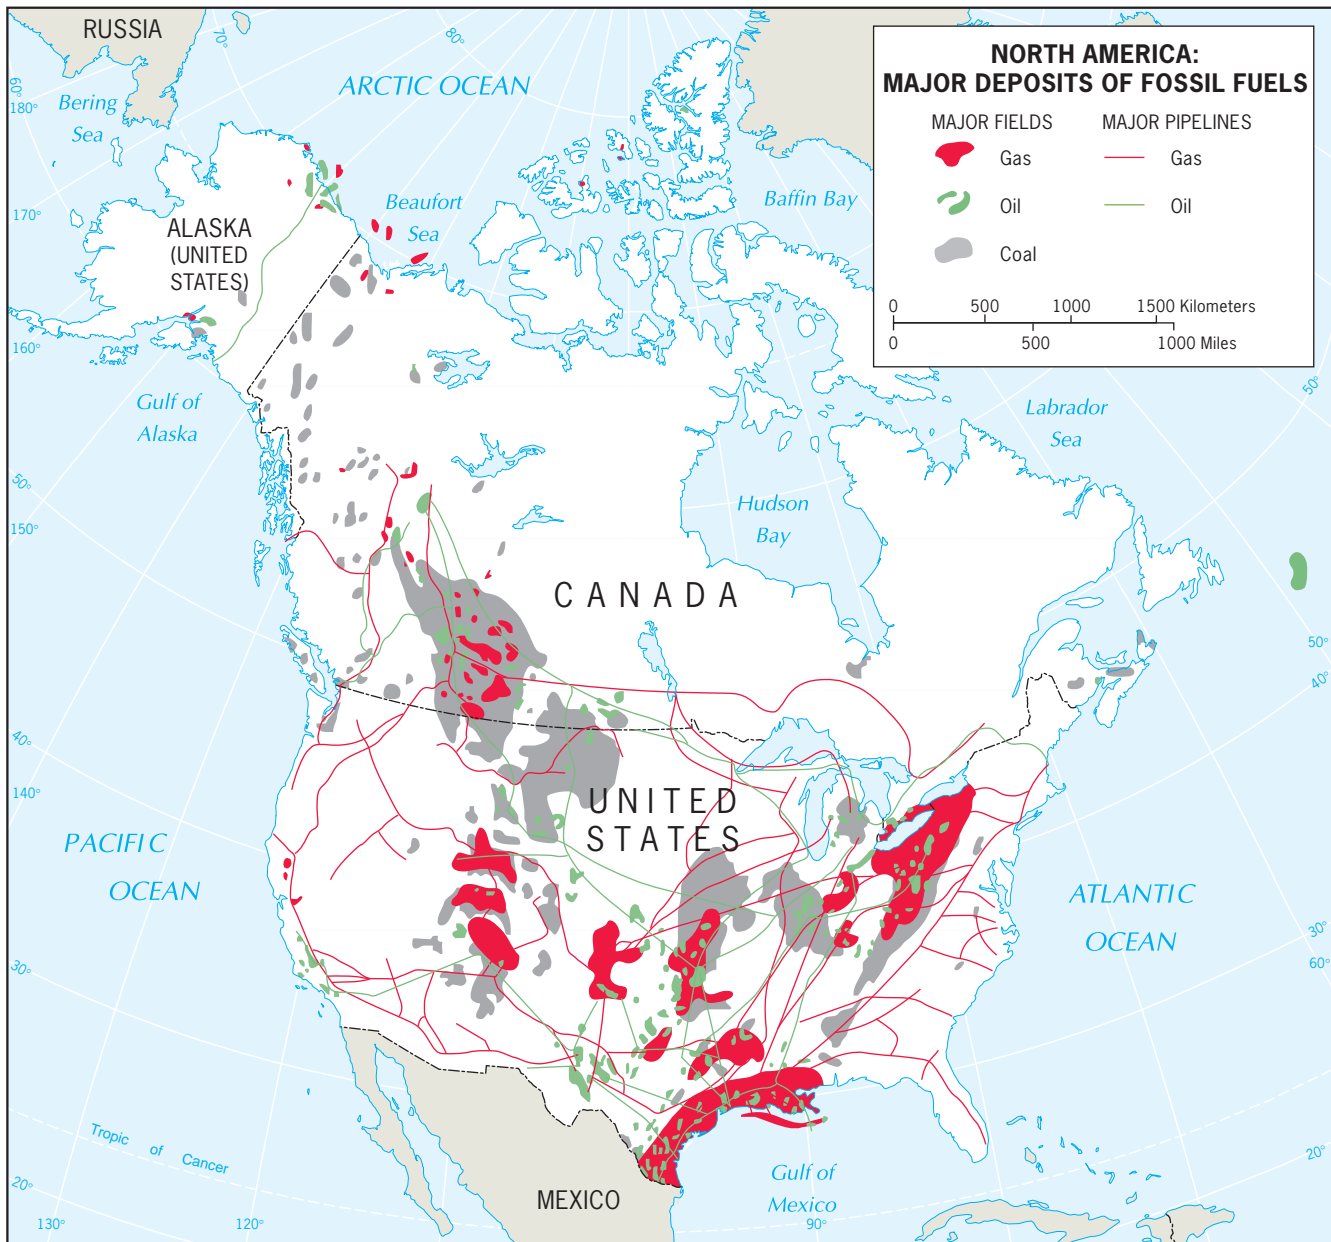 RUSSIA
ARCTIC OCEAN
Bering
Sea
Beaufort
Sea
Baffin Bay
ALASKA
(UNITED
STATES)
Gulf of
Alaska
Labrador
Sea
Hudson
Bay
CANADA
UNITED
STATES
PACIFIC
OCEAN
ATLANTIC
OCEAN
Tropic of Cancer
MEXICO
Gulf of
Mexico
NORTH AMERICA:
MAJOR DEPOSITS OF FOSSIL FUELS
MAJOR FIELDS
MAJOR PIPELINES
Gas
Gas
Oil
Oil
Coal
0 500 1000 1500 Kilometers
0 500 1000 Miles
70°
80°
60°
180°
170°
160°
50°
150°
40°
140°
30°
20°
130°
120°
90°
50°
50°
40°
30°
60°
20°